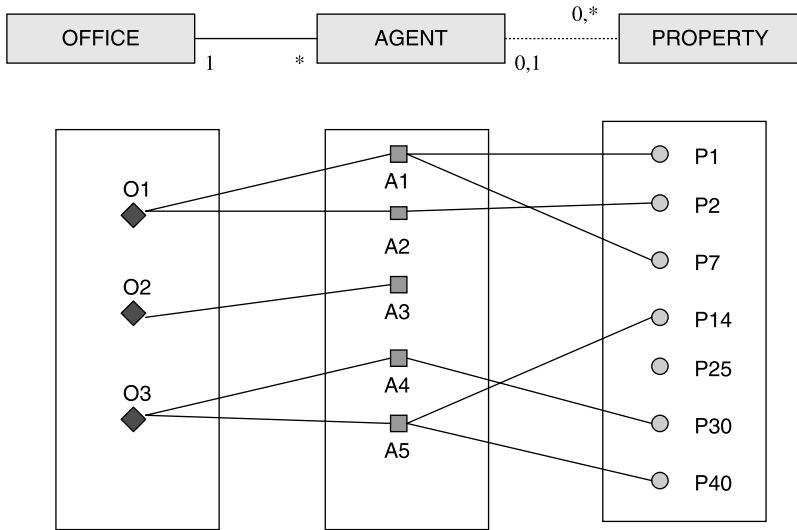 OFFICE
1
*
AGENT
0,1
0,*
PROPERTY
O1
O2
O3
A1
A2
A3
A4
A5
P1
P2
P7
P14
P25
P30
P40